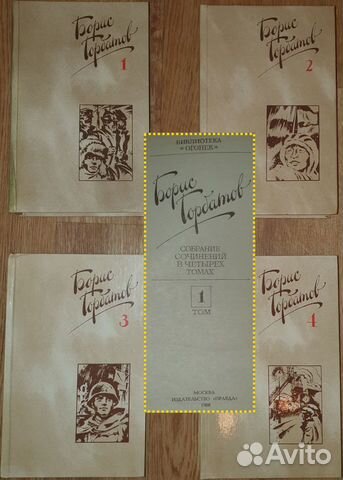 Борис
Горбатов
1
Борис
Горбатов
2
БИБЛИОТЕКА
«ОГОНЕК»
Борис
Горбатов
СОБРАНИЕ
СОЧИНЕНИЙ
В ЧЕТЫРЕХ
ТОМАХ
1
ТОМ
МОСКВА
ИЗДАТЕЛЬСТВО «ПРАВДА»
1988
Борис
Горбатов
3
Борис
Горбатов
4
Avito